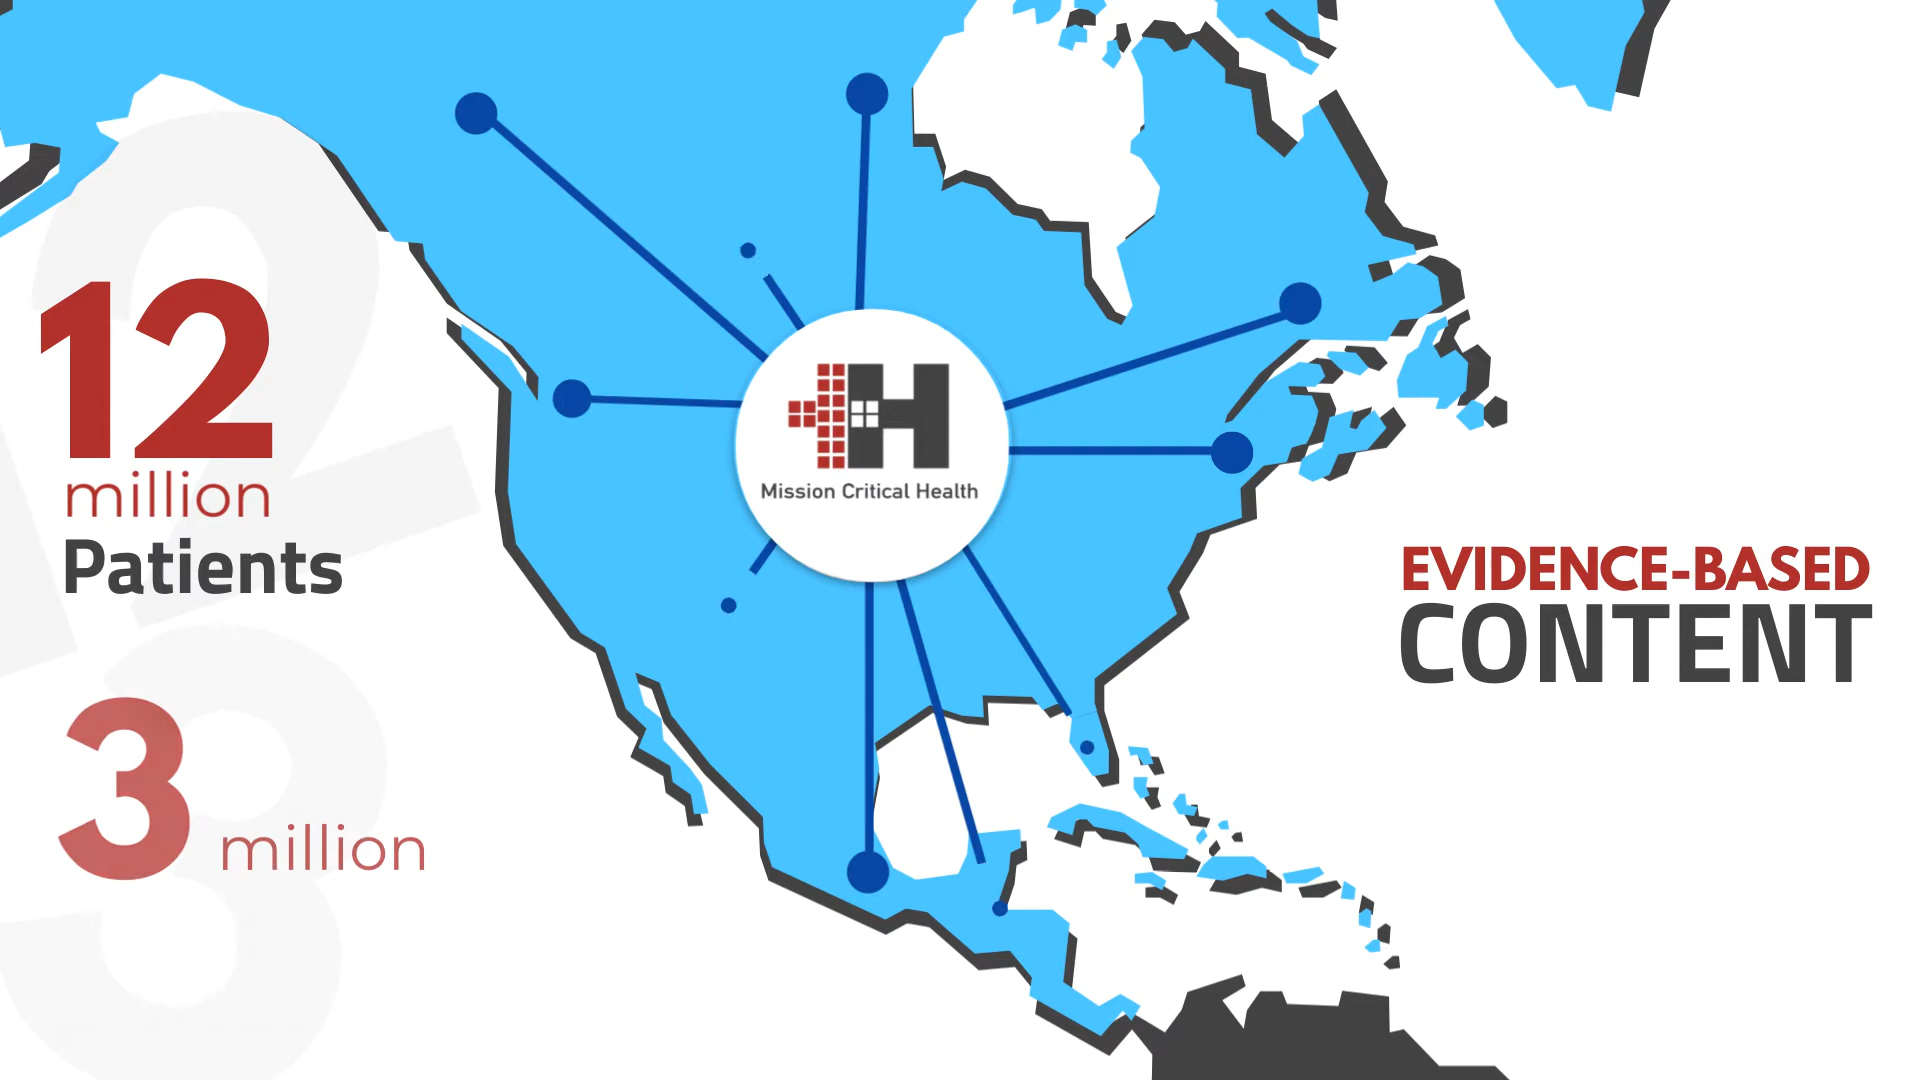 12
million
Patients
3 million
Mission Critical Health
EVIDENCE-BASED
CONTENT